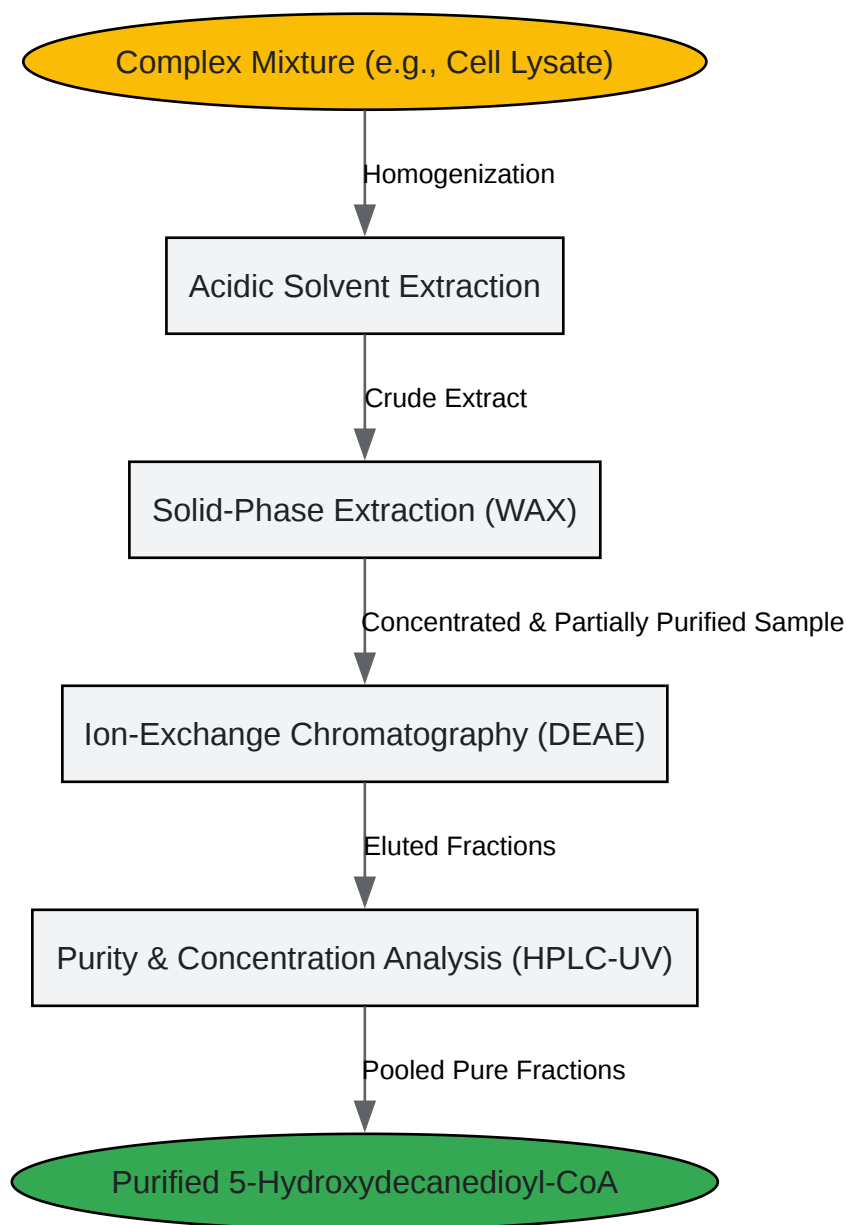 Complex Mixture (e.g., Cell Lysate)
Homogenization
Acidic Solvent Extraction
Crude Extract
Solid-Phase Extraction (WAX)
Concentrated & Partially Purified Sample
Ion-Exchange Chromatography (DEAE)
Eluted Fractions
Purity & Concentration Analysis (HPLC-UV)
Pooled Pure Fractions
Purified 5-Hydroxydecanedioyl-CoA